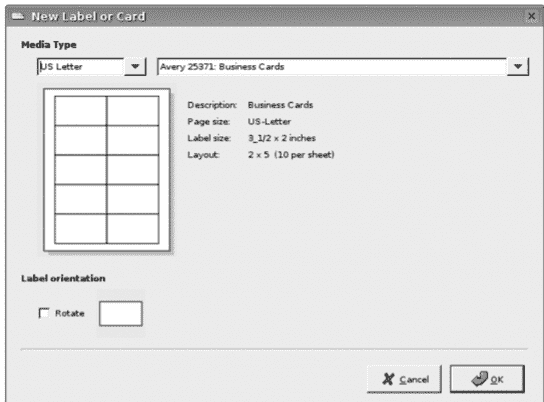 New Label or Card
Media Type
US Letter
Avery 25371: Business Cards
Description: Business Cards
Page size: US-Letter
Label size: 3_1/2 x 2 inches
Layout: 2 x 5 (10 per sheet)
Label orientation
Rotate
Cancel
OK